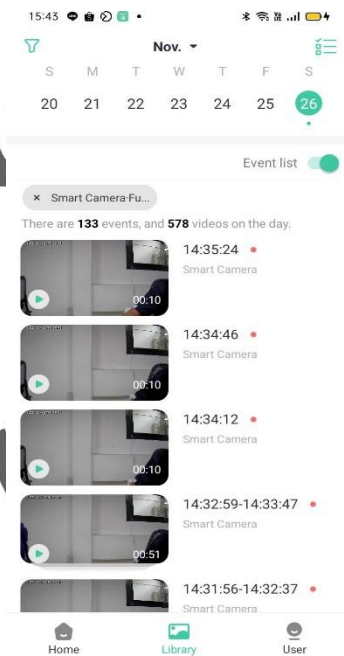 15:43
Nov.
S M T W T F S
20 21 22 23 24 25 26
Event list
× Smart Camera·Fu...
There are 133 events, and 578 videos on the day.
14:35:24
Smart Camera
00:10
14:34:46
Smart Camera
00:10
14:34:12
Smart Camera
00:10
14:32:59-14:33:47
Smart Camera
00:51
14:31:56-14:32:37
Smart Camera
Home Library User